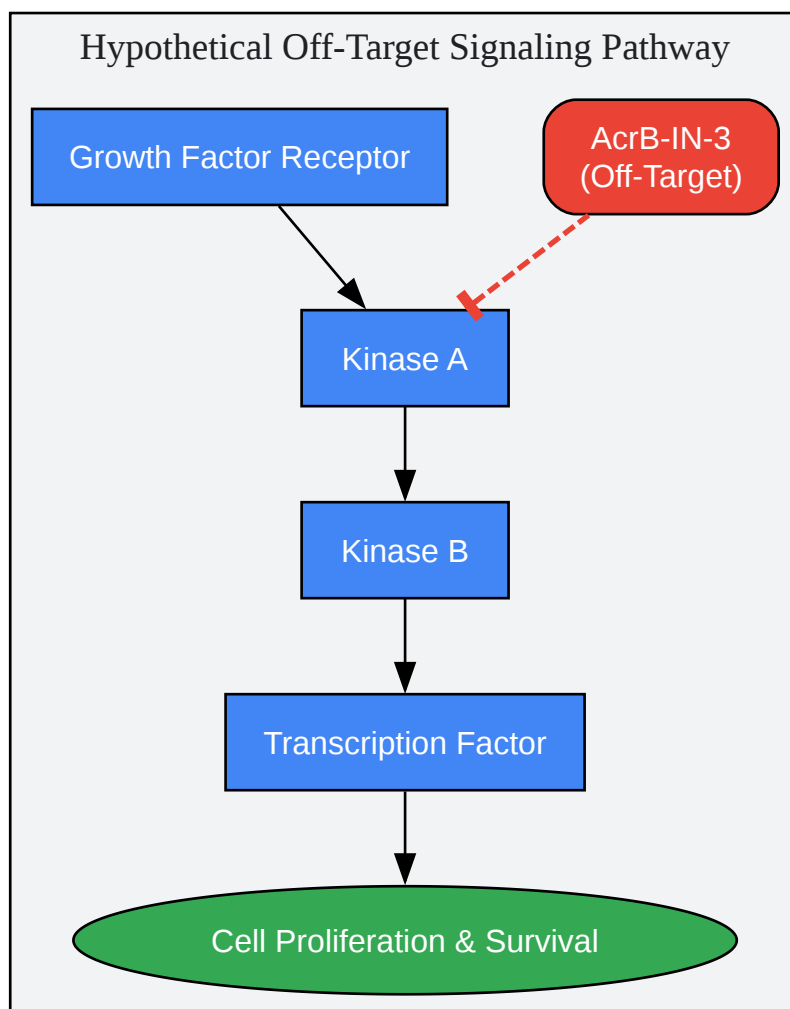 Hypothetical Off-Target Signaling Pathway
Growth Factor Receptor
AcrB-IN-3
(Off-Target)
Kinase A
Kinase B
Transcription Factor
Cell Proliferation & Survival